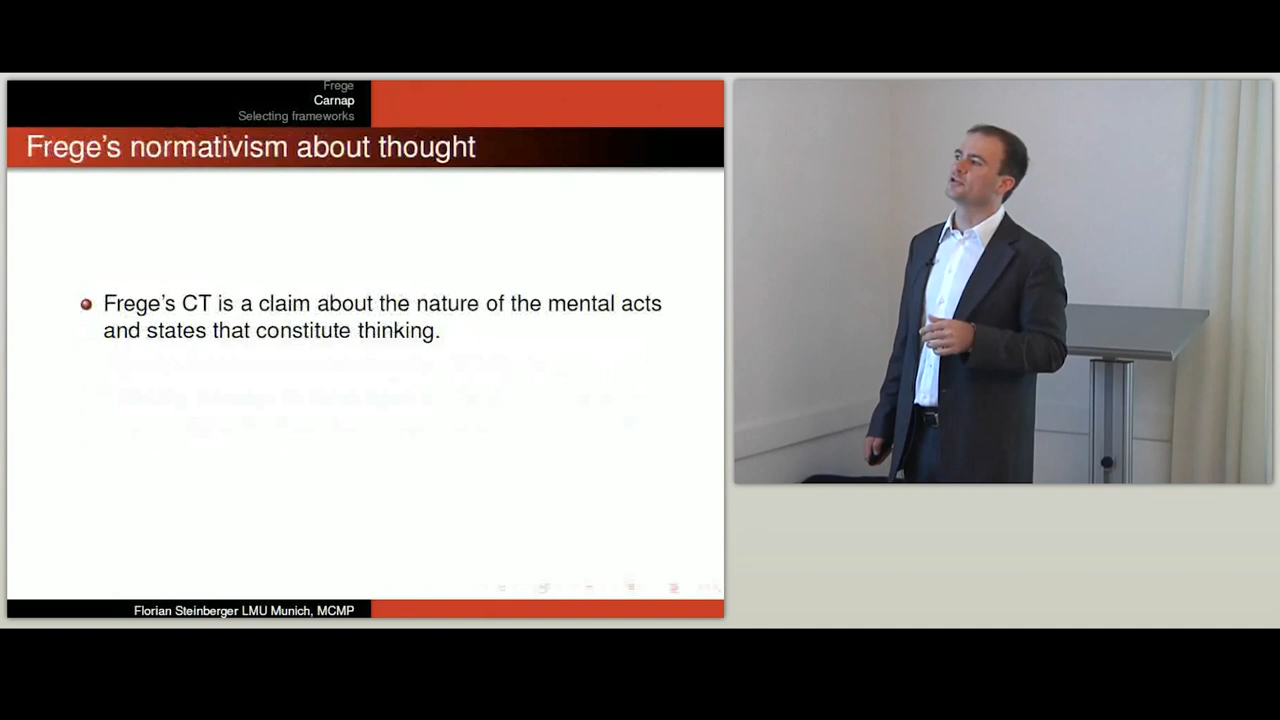 Frege
Carnap
Selecting frameworks
Frege's normativism about thought
Frege's CT is a claim about the nature of the mental acts
and states that constitute thinking.
Florian Steinberger LMU Munich, MCMP